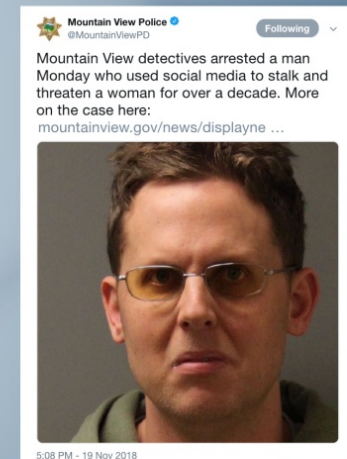 Mountain View Police
@MountainViewPD
Following
Mountain View detectives arrested a man
Monday who used social media to stalk and
threaten a woman for over a decade. More
on the case here:
mountainview.gov/news/displayne ...
5:08 PM - 19 Nov 2018